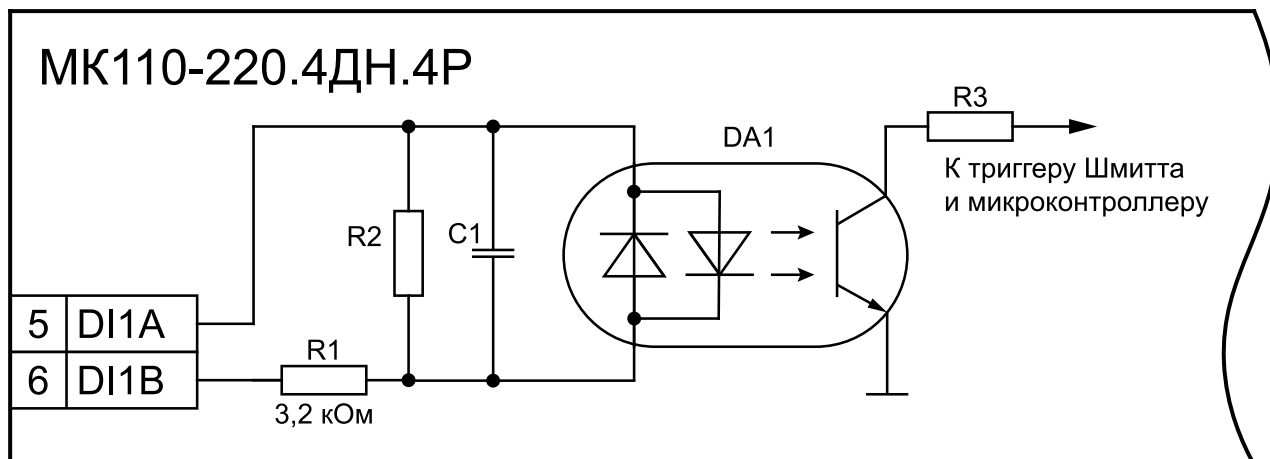 МК110-220.4ДН.4Р
R3
DA1
К триггеру Шмитта
и микроконтроллеру
R2
C1
5 DI1A
6 DI1B
R1
3,2 кОм